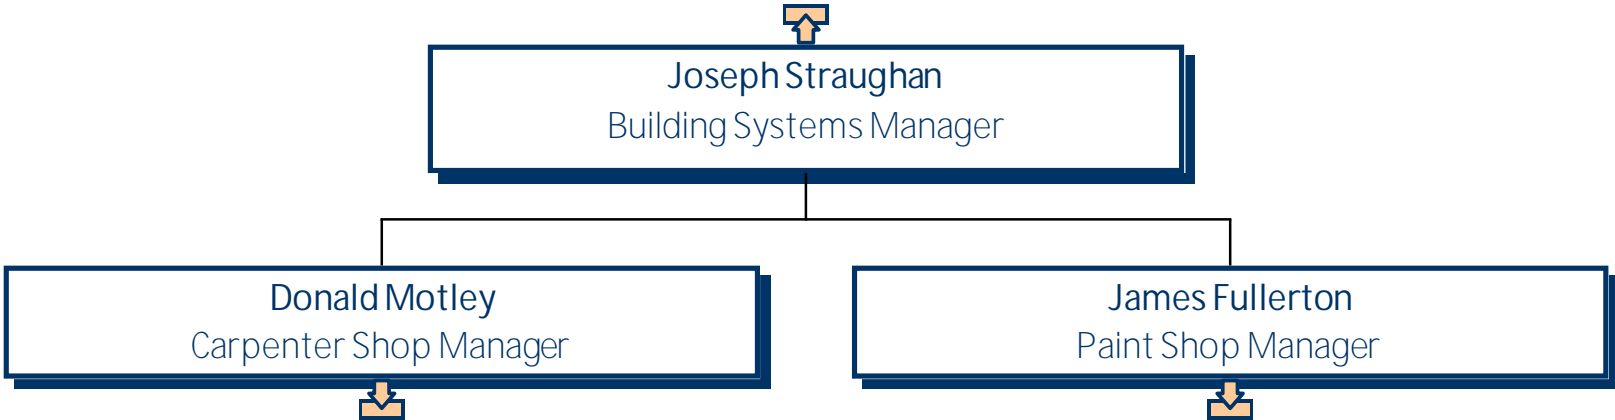 Joseph Straughan
Building Systems Manager
Donald Motley
Carpenter Shop Manager
James Fullerton
Paint Shop Manager